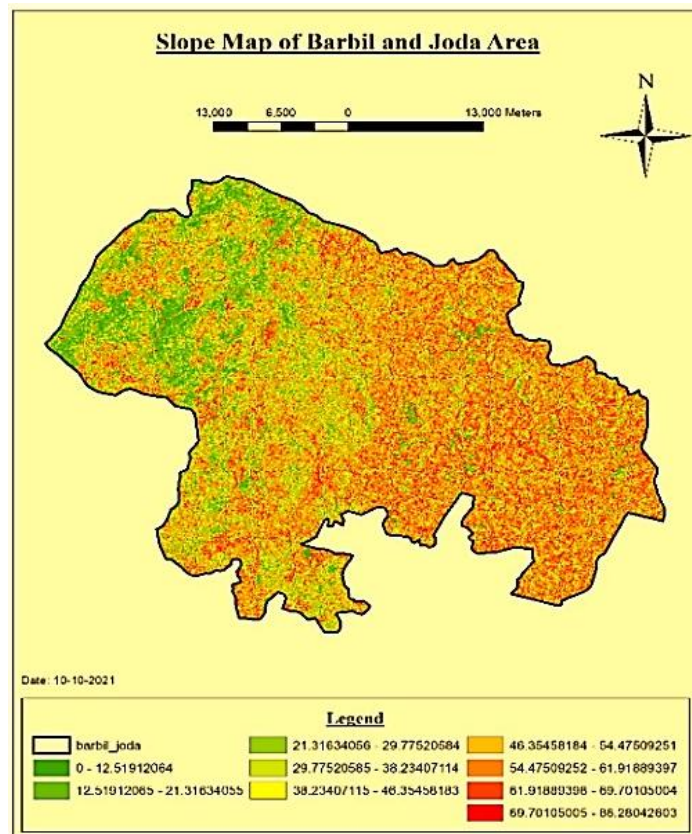 Slope Map of Barbil and Joda Area
N
13,000 6,500 0 13,000 Meters
Date: 10-10-2021
Legend
barbil_joda
0 - 12.51912064
12.51912065 - 21.31634055
21.31634056 - 29.77520584
29.77520585 - 38.23407114
38.23407115 - 46.35458183
46.35458184 - 54.47509251
54.47509252 - 61.91889397
61.91889398 - 69.70105004
69.70105005 - 86.28042603